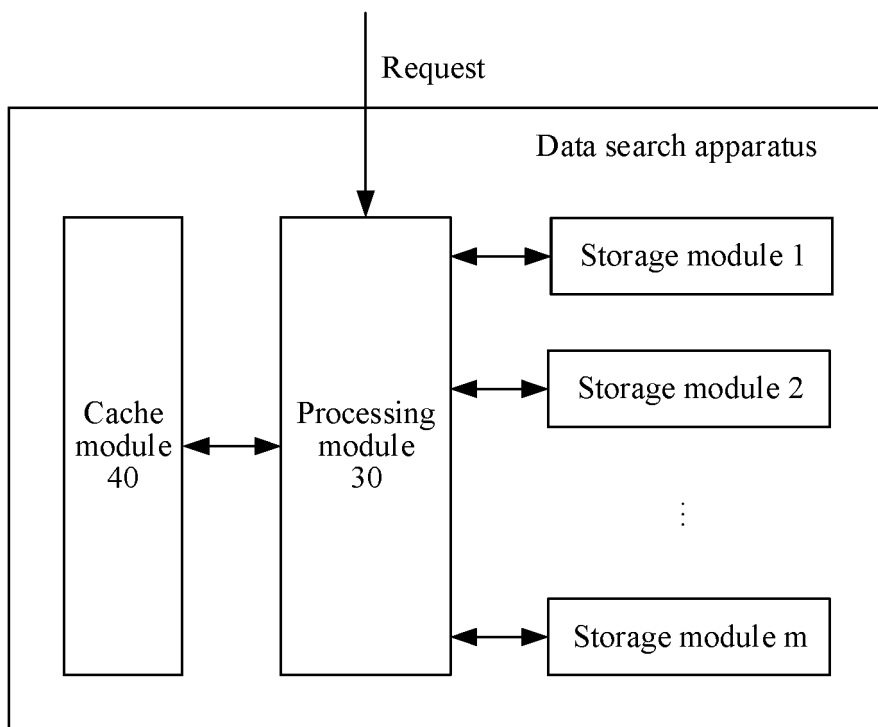 Request
Data search apparatus
Storage module 1
Storage module 2
Cache
module
40
Processing
module
30
⋮
Storage module m